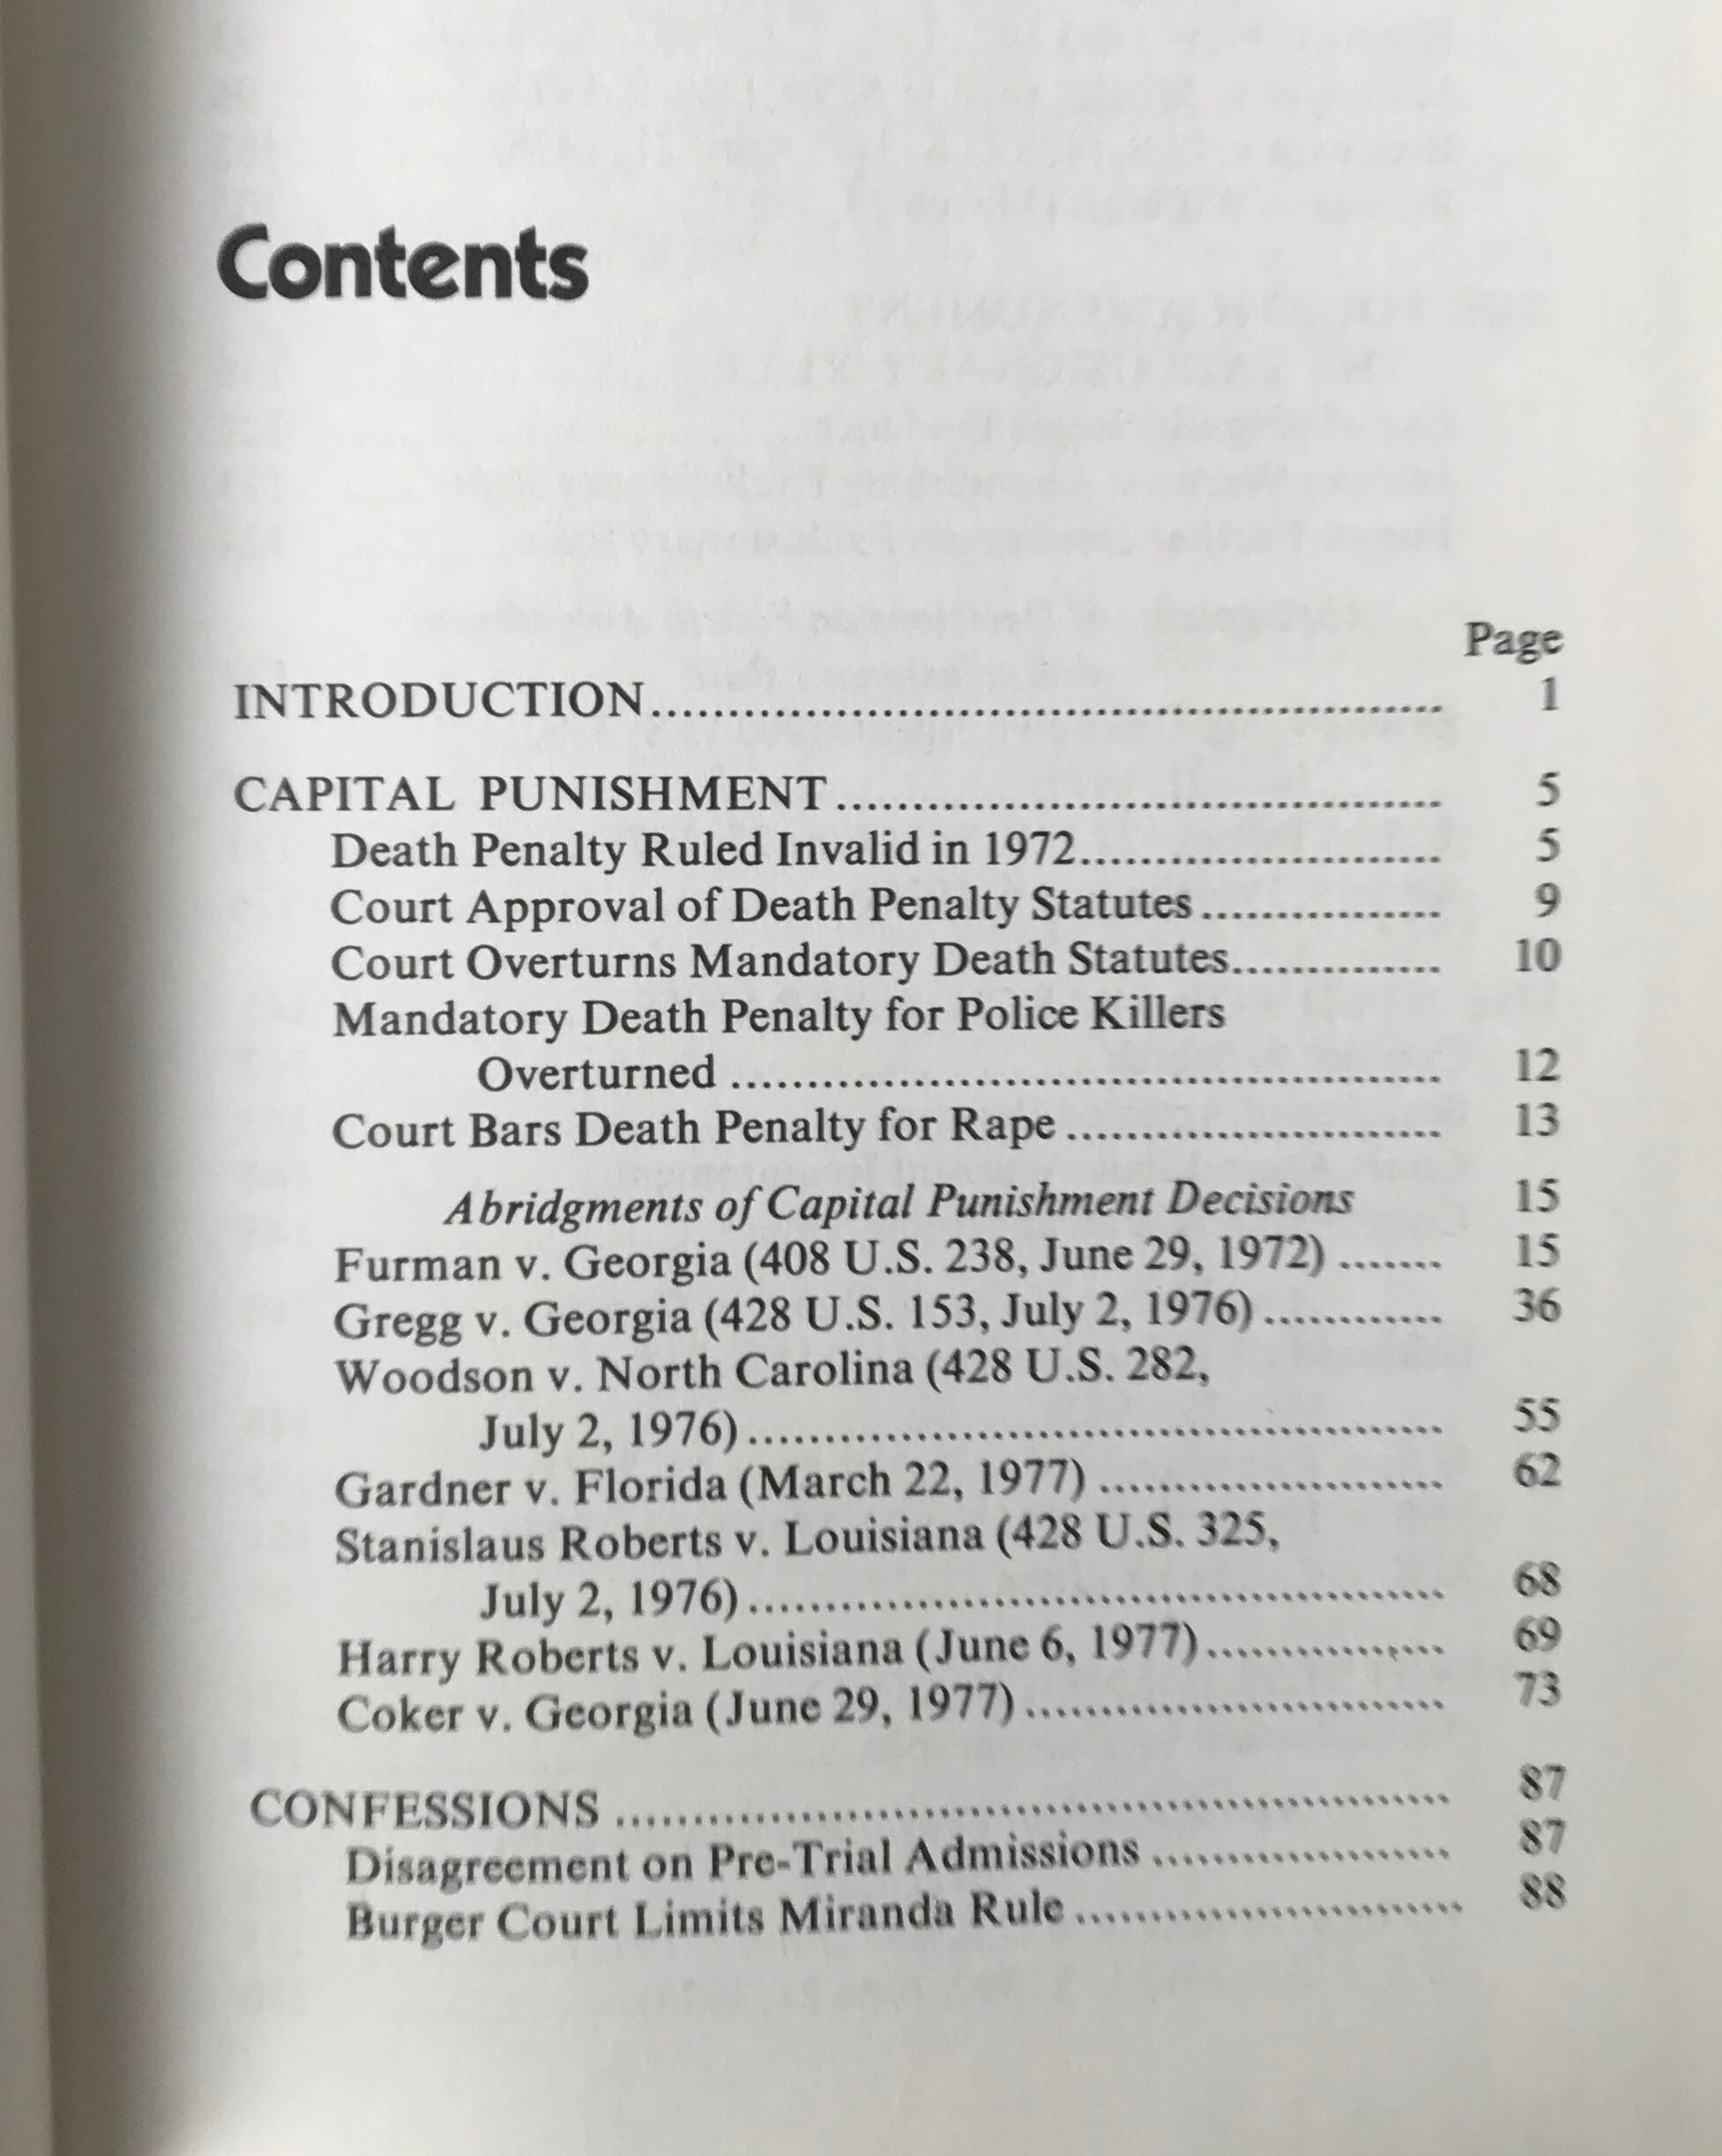 Contents
Page
INTRODUCTION.................................................... 1
CAPITAL PUNISHMENT........................................ 5
Death Penalty Ruled Invalid in 1972........................ 5
Court Approval of Death Penalty Statutes................ 9
Court Overturns Mandatory Death Statutes.............. 10
Mandatory Death Penalty for Police Killers
Overturned ............................................... 12
Court Bars Death Penalty for Rape ......................... 13
Abridgments of Capital Punishment Decisions 15
Furman v. Georgia (408 U.S. 238, June 29, 1972) ....... 15
Gregg v. Georgia (428 U.S. 153, July 2, 1976)............ 36
Woodson v. North Carolina (428 U.S. 282,
July 2, 1976).............................................. 55
Gardner v. Florida (March 22, 1977) ....................... 62
Stanislaus Roberts v. Louisiana (428 U.S. 325,
July 2, 1976).............................................. 68
Harry Roberts v. Louisiana (June 6, 1977)................ 69
Coker v. Georgia (June 29, 1977)............................ 73
CONFESSIONS ....................................................... 87
Disagreement on Pre-Trial Admissions .................... 87
Burger Court Limits Miranda Rule .......................... 88